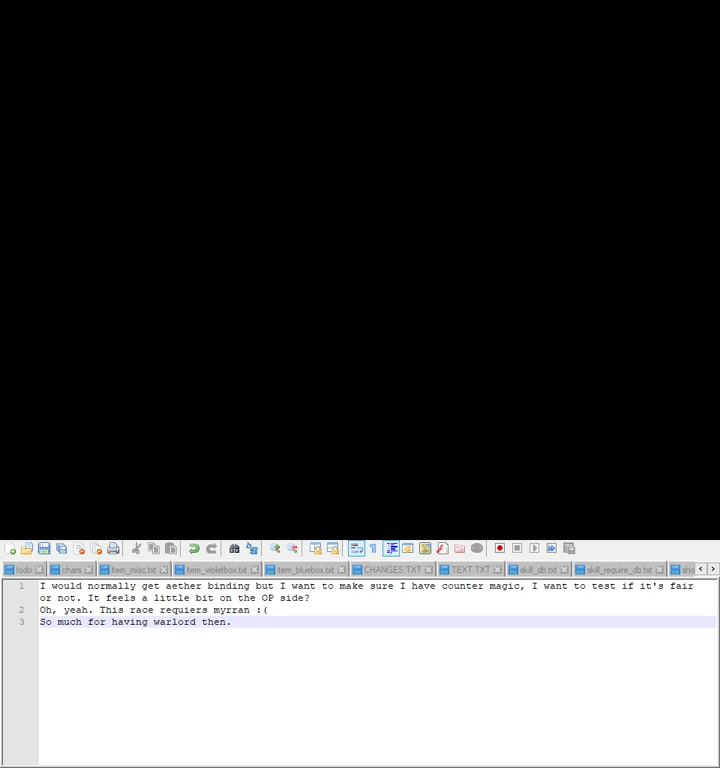 todo chars item_misc.txt item_violetbox.txt item_bluebox.txt CHANGES.TXT TEXT.TXT skill_db.txt skill_require_db.txt sho
1 I would normally get aether binding but I want to make sure I have counter magic, I want to test if it's fair
or not. It feels a little bit on the OP side?
2 Oh, yeah. This race requiers myrran :(
3 So much for having warlord then.